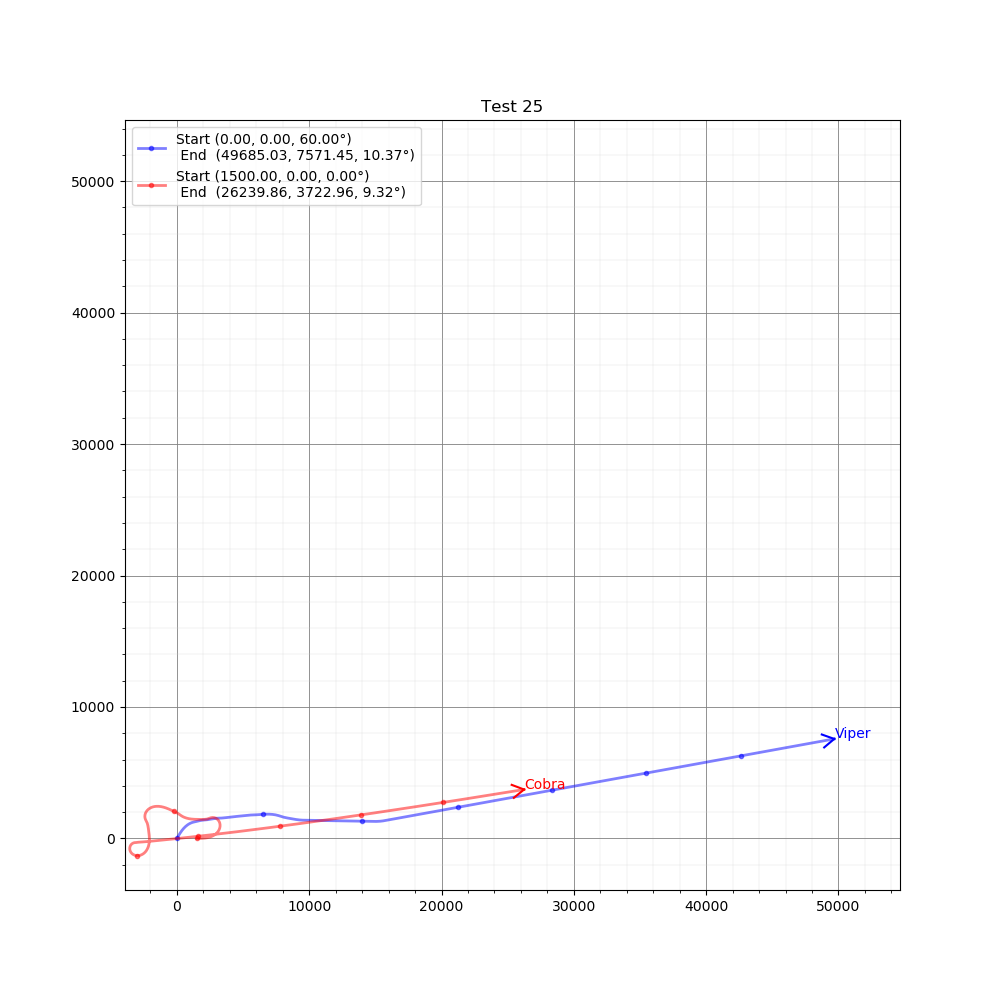 Test 25
Start (0.00, 0.00, 60.00°)
End (49685.03, 7571.45, 10.37°)
Start (1500.00, 0.00, 0.00°)
End (26239.86, 3722.96, 9.32°)
50000
40000
30000
20000
10000
0
Viper
Cobra
0 10000 20000 30000 40000 50000